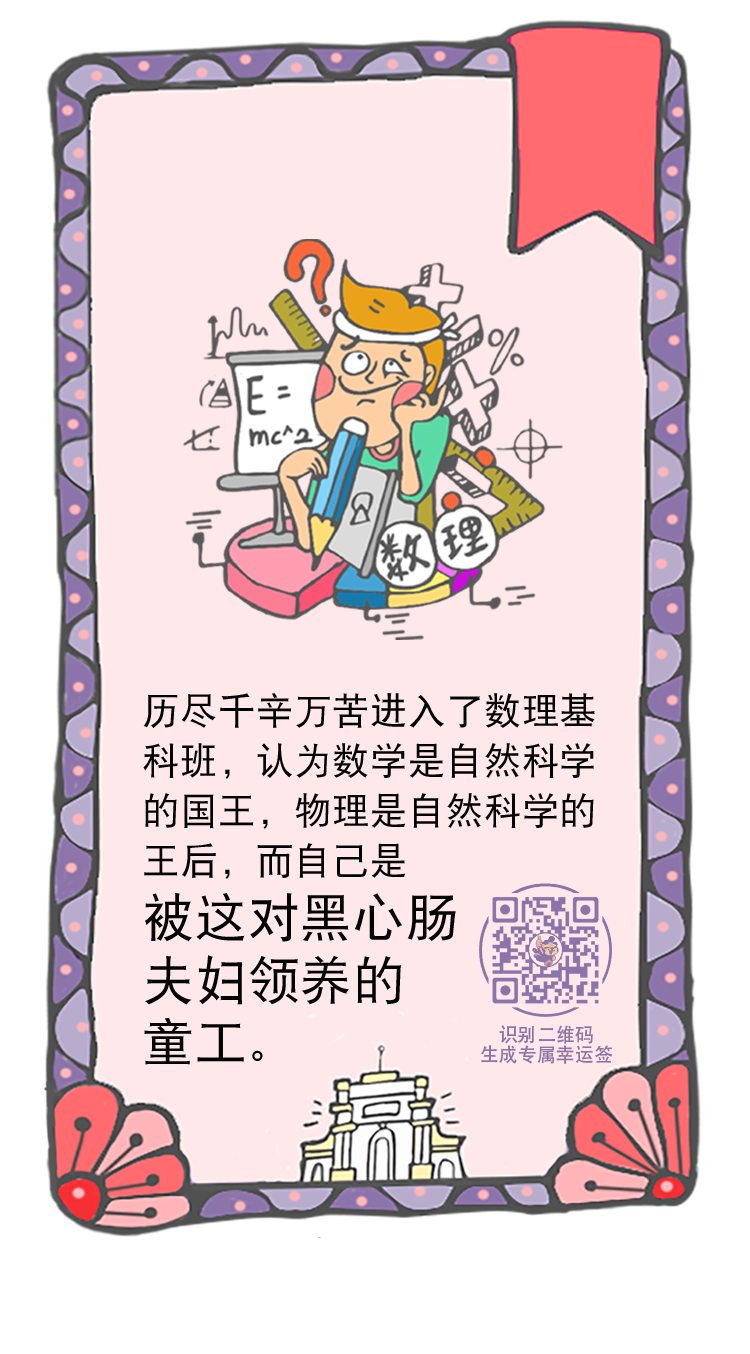 E=
mc^2
数理
历尽千辛万苦进入了数理基
科班，认为数学是自然科学
的国王，物理是自然科学的
王后，而自己是
被这对黑心肠
夫妇领养的
童工。
识别二维码
生成专属幸运签